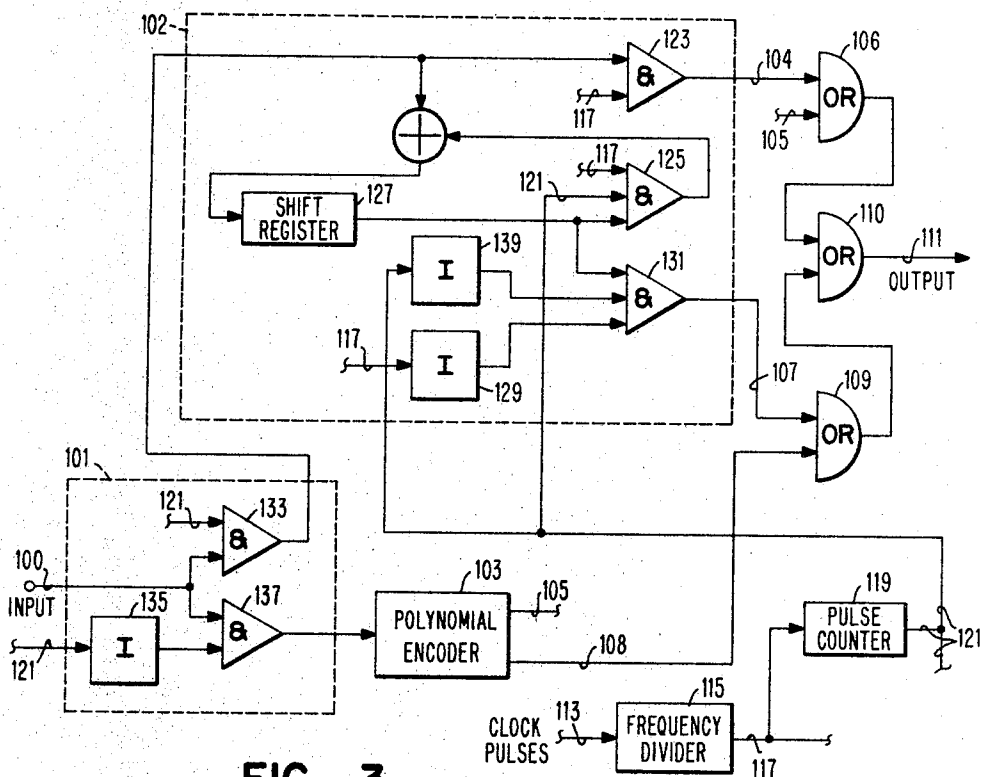 102
123
&
117
104
106
OR
105
117
125
121
&
127
SHIFT
REGISTER
139
I
131
&
110
OR
111
OUTPUT
117
I
129
107
109
OR
101
121
133
&
100
INPUT
135
I
121
137
&
103
POLYNOMIAL
ENCODER
105
108
119
PULSE
COUNTER
121
CLOCK
PULSES
113
115
FREQUENCY
DIVIDER
117
FIG. 3